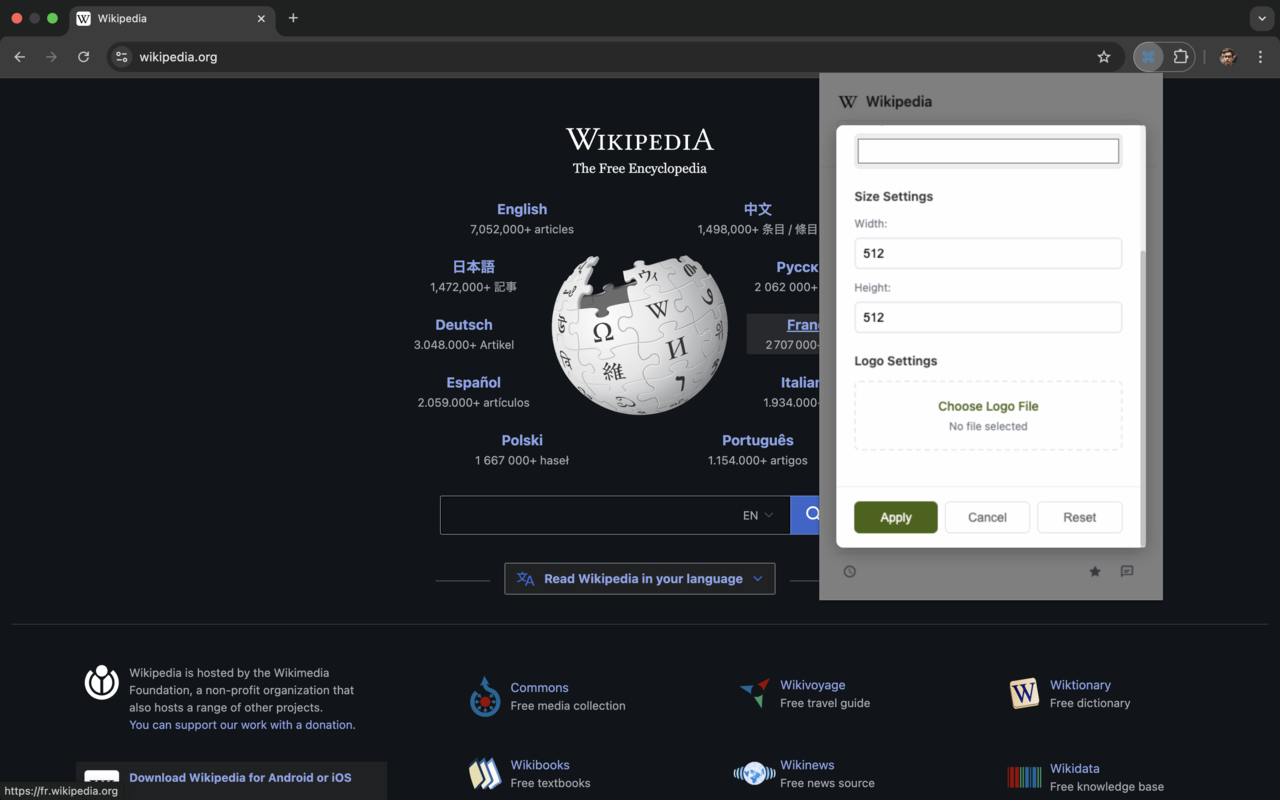 Wikipedia
wikipedia.org
WIKIPEDIA
The Free Encyclopedia
English
7,052,000+ articles
中文
1,498,000+ 条目 / 條目
日本語
1,472,000+ 記事
Русск
2 062 000+
Deutsch
3.048.000+ Artikel
Franç
2 707 000+
Español
2.059.000+ artículos
Italian
1.934.000+
Polski
1 667 000+ haseł
Português
1.154.000+ artigos
Ω
W
И
維
ウィ
7
위
EN
Read Wikipedia in your language
Wikipedia is hosted by the Wikimedia
Foundation, a non-profit organization that
also hosts a range of other projects.
You can support our work with a donation.
Download Wikipedia for Android or iOS
Commons
Free media collection
Wikivoyage
Free travel guide
Wiktionary
Free dictionary
Wikibooks
Free textbooks
Wikinews
Free news source
Wikidata
Free knowledge base
https://fr.wikipedia.org
W Wikipedia
Size Settings
Width:
512
Height:
512
Logo Settings
Choose Logo File
No file selected
Apply
Cancel
Reset